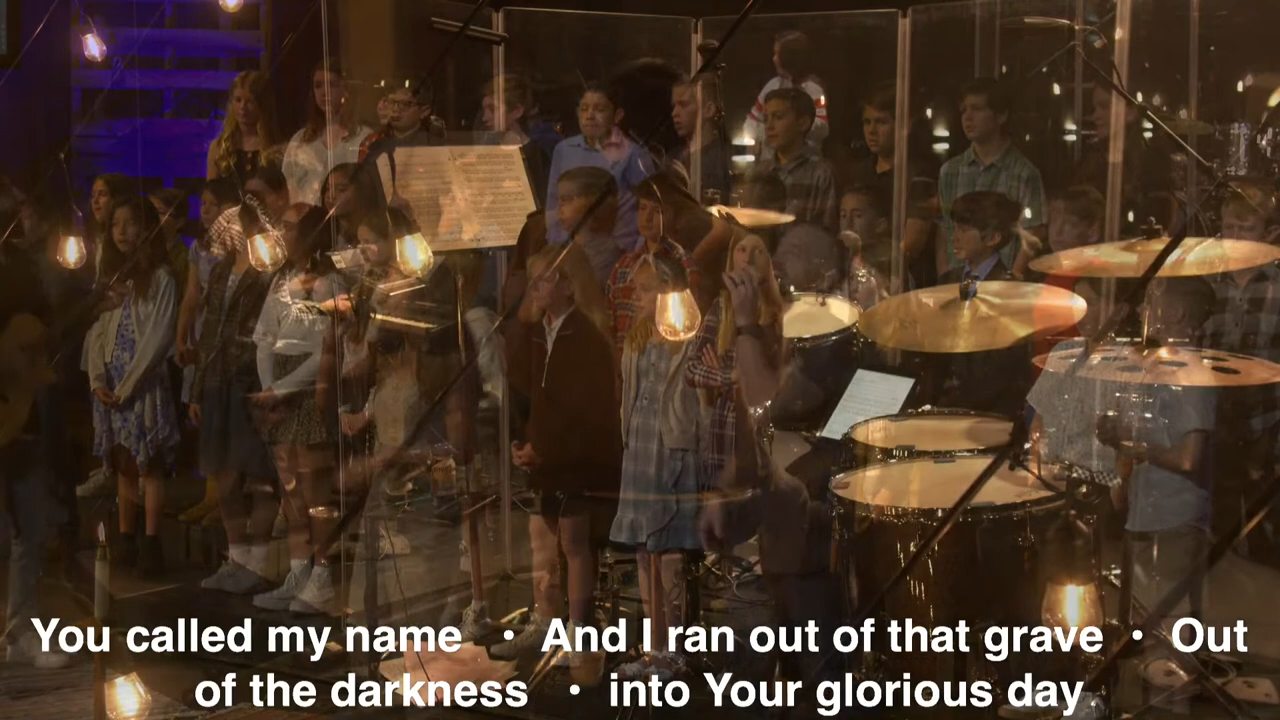 You called my name • And I ran out of that grave • Out
of the darkness • into Your glorious day